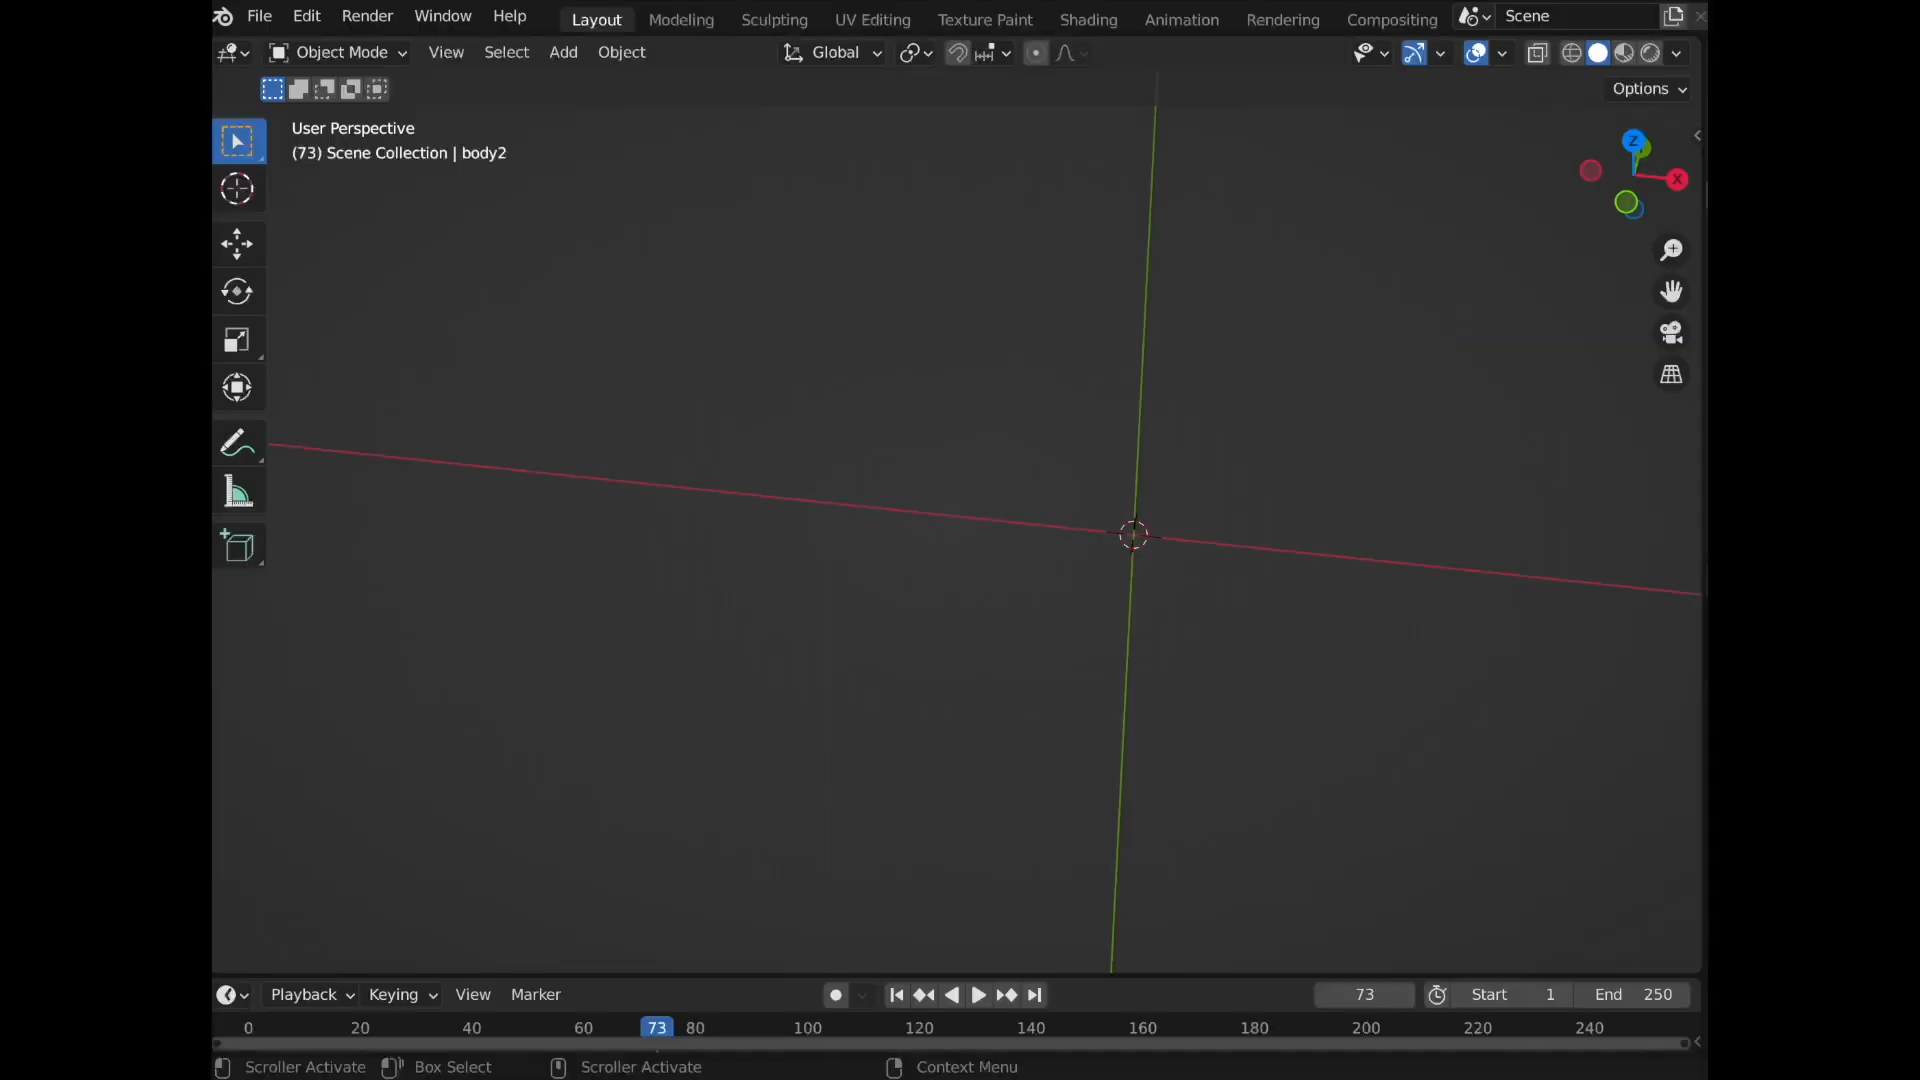 File Edit Render Window Help Layout Modeling Sculpting UV Editing Texture Paint Shading Animation Rendering Compositing Scene
Object Mode View Select Add Object Global
Options
User Perspective
(73) Scene Collection | body2
Z
X
Playback Keying View Marker 73 Start 1 End 250
0 20 40 60 73 80 100 120 140 160 180 200 220 240
Scroller Activate Box Select Scroller Activate Context Menu